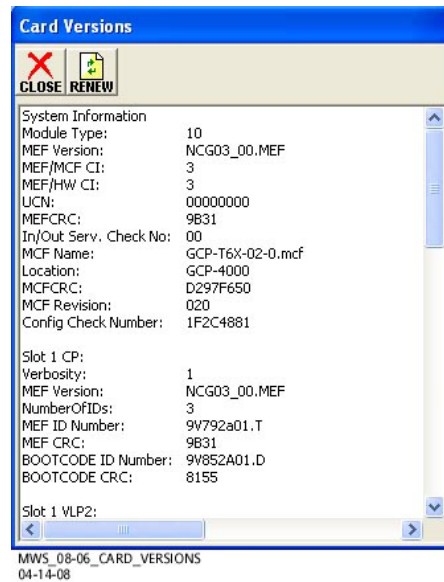 Card Versions
CLOSE RENEW
System Information
Module Type: 10
MEF Version: NCG03_00.MEF
MEF/MCF CI: 3
MEF/HW CI: 3
UCN: 00000000
MEFCRC: 9B31
In/Out Serv. Check No: 00
MCF Name: GCP-T6X-02-0.mcf
Location: GCP-4000
MCFCRC: D297F650
MCF Revision: 020
Config Check Number: 1F2C4881
Slot 1 CP:
Verbosity: 1
MEF Version: NCG03_00.MEF
NumberOfIDs: 3
MEF ID Number: 9V792a01.T
MEF CRC: 9B31
BOOTCODE ID Number: 9V852A01.D
BOOTCODE CRC: 8155
Slot 1 VLP2:
MWS_08-06_CARD_VERSIONS
04-14-08